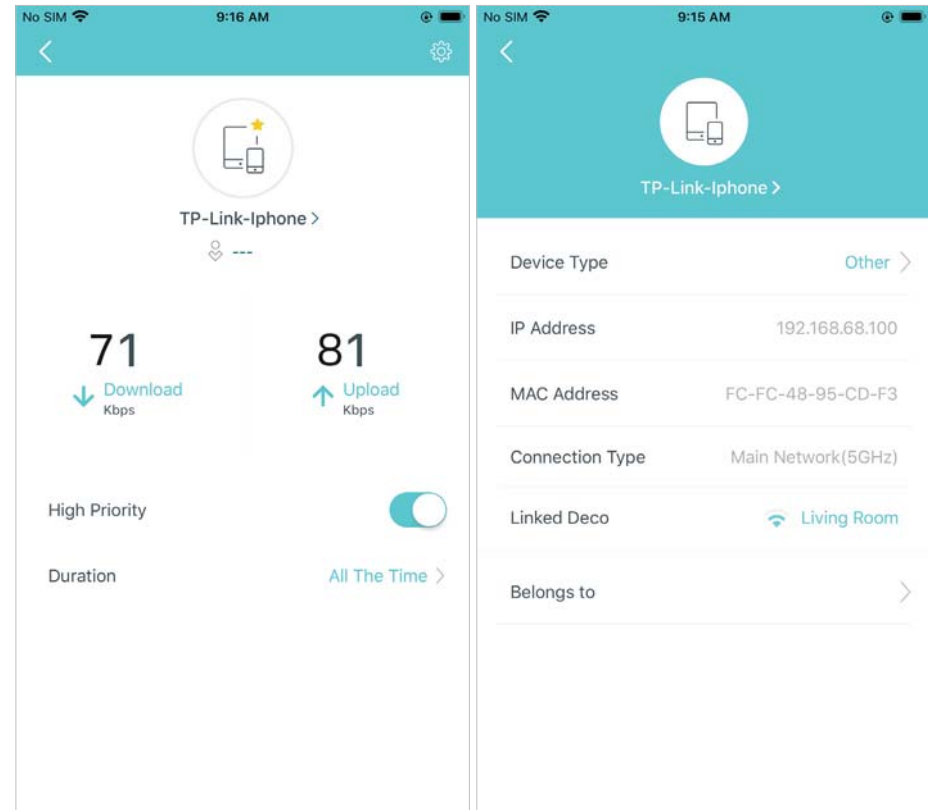 No SIM 9:16 AM
TP-Link-Iphone >
---
71
Download
Kbps
81
Upload
Kbps
High Priority
Duration All The Time >
No SIM 9:15 AM
TP-Link-Iphone >
Device Type Other >
IP Address 192.168.68.100
MAC Address FC-FC-48-95-CD-F3
Connection Type Main Network(5GHz)
Linked Deco Living Room
Belongs to >